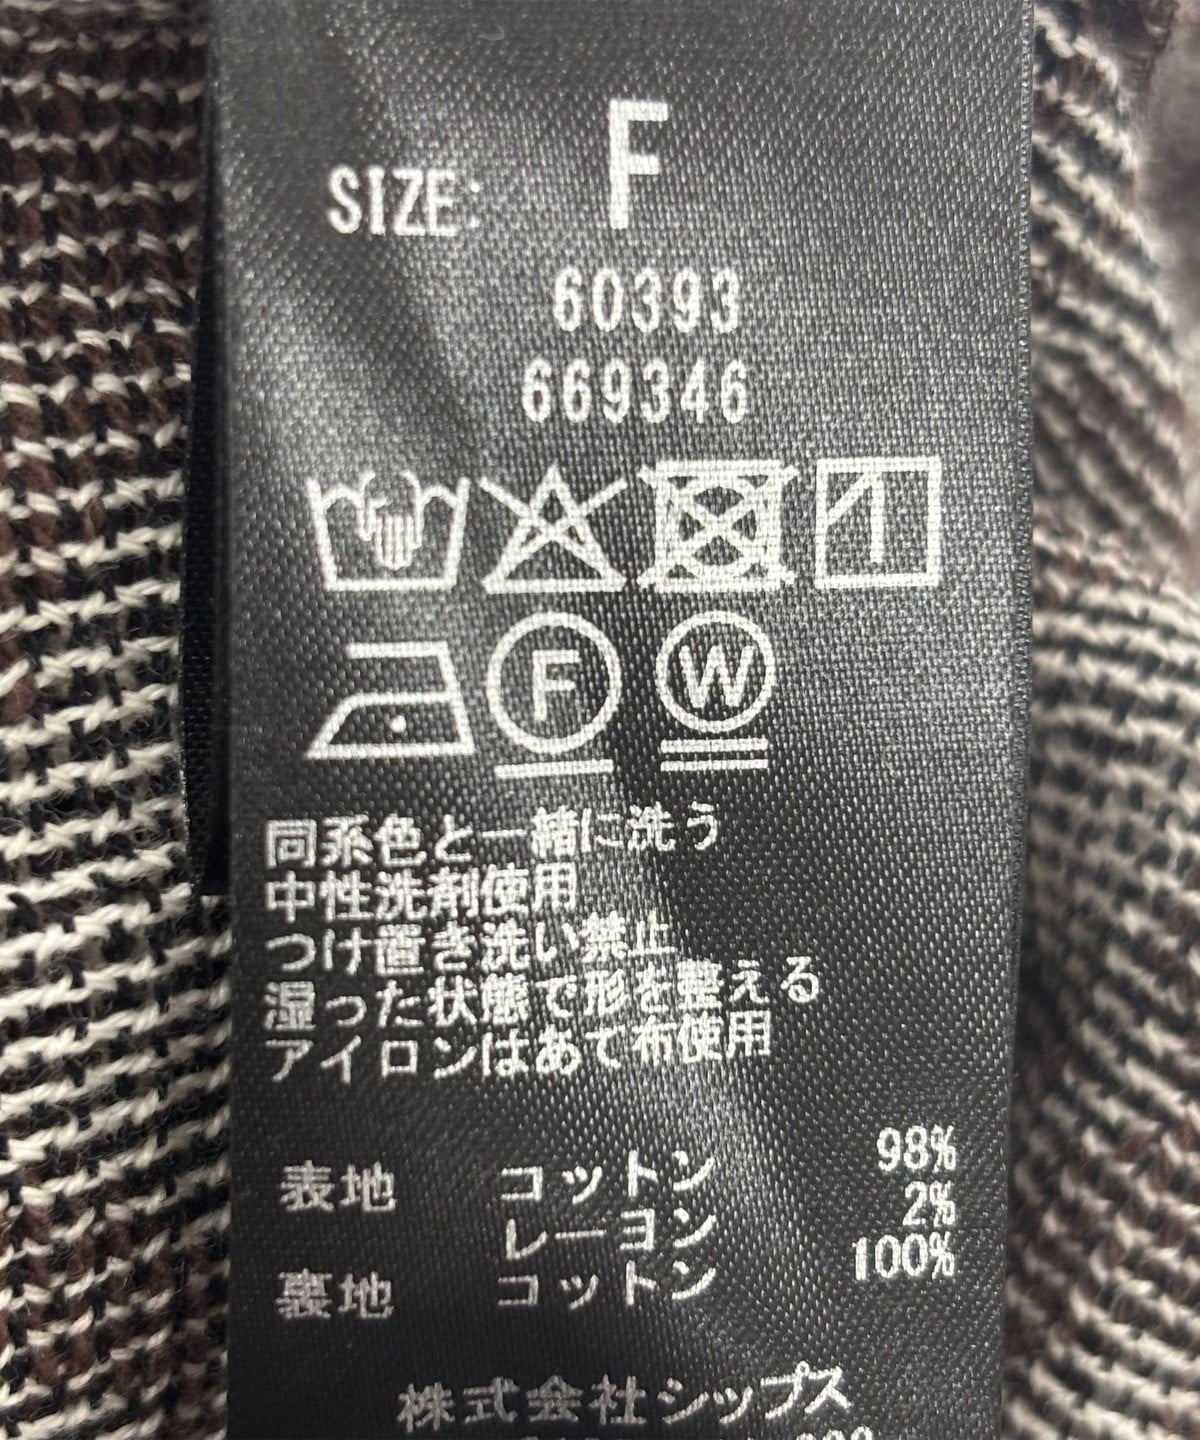 SIZE: F
60393
669346
F W
同系色と一緒に洗う
中性洗剤使用
つけ置き洗い禁止
湿った状態で形を整える
アイロンはあて布使用
表地 コットン 98%
レーヨン 2%
裏地 コットン 100%
株式会社シップス